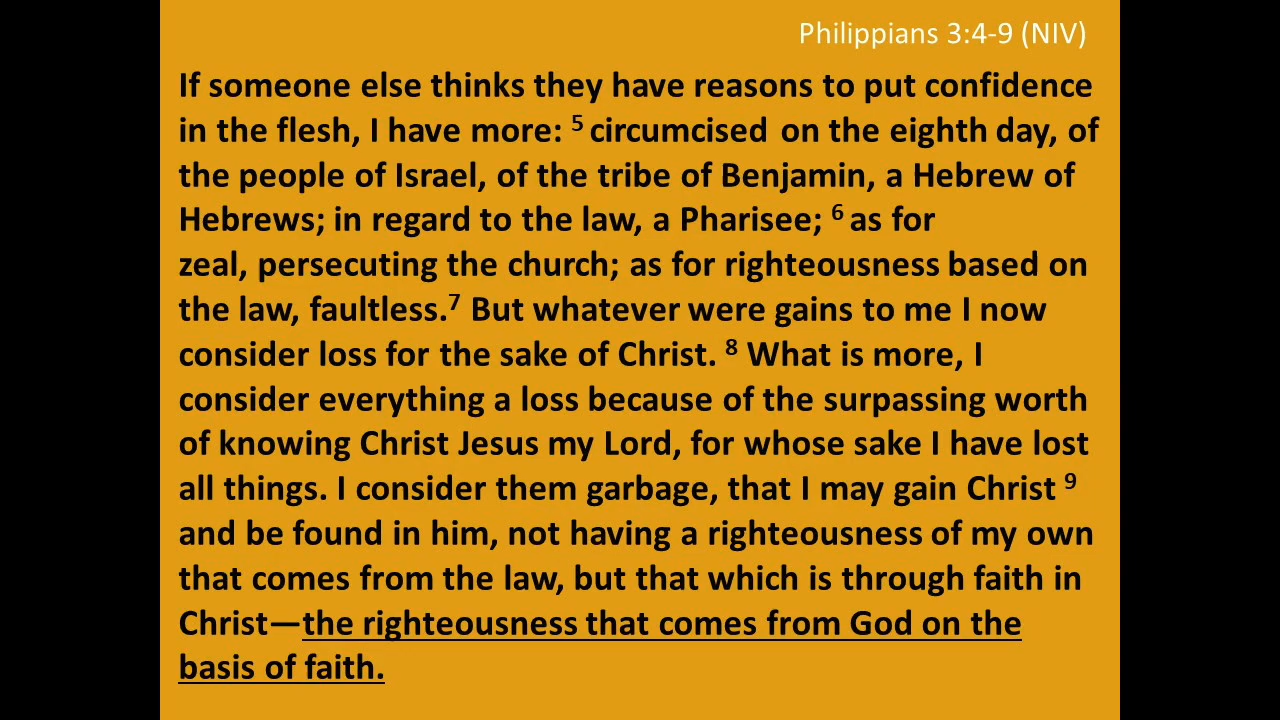 Philippians 3:4-9 (NIV)
If someone else thinks they have reasons to put confidence
in the flesh, I have more: 5 circumcised on the eighth day, of
the people of Israel, of the tribe of Benjamin, a Hebrew of
Hebrews; in regard to the law, a Pharisee; 6 as for
zeal, persecuting the church; as for righteousness based on
the law, faultless.7 But whatever were gains to me I now
consider loss for the sake of Christ. 8 What is more, I
consider everything a loss because of the surpassing worth
of knowing Christ Jesus my Lord, for whose sake I have lost
all things. I consider them garbage, that I may gain Christ 9
and be found in him, not having a righteousness of my own
that comes from the law, but that which is through faith in
Christ—the righteousness that comes from God on the
basis of faith.